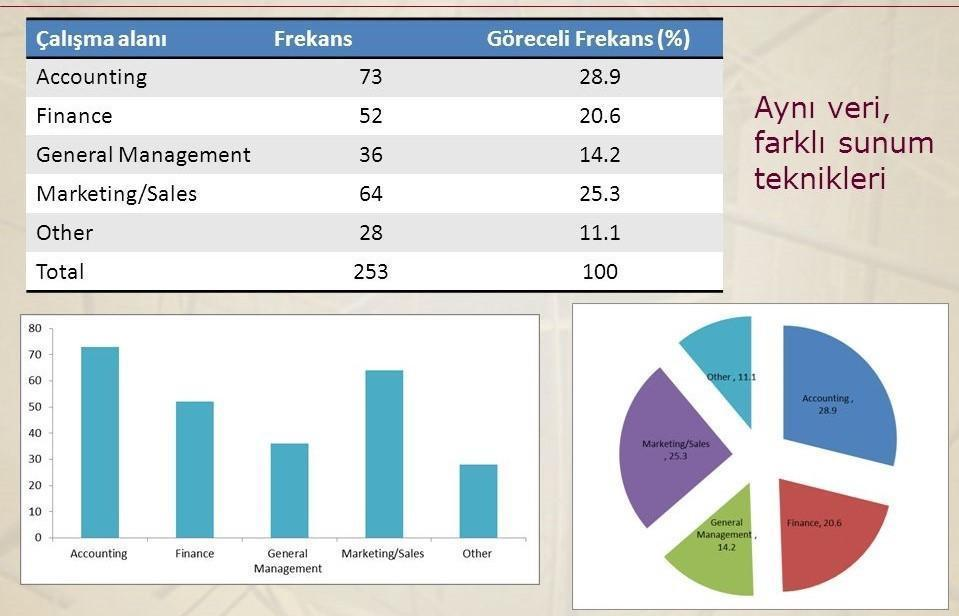 Çalışma alanı Frekans Göreceli Frekans (%)
Accounting 73 28.9
Finance 52 20.6
General Management 36 14.2
Marketing/Sales 64 25.3
Other 28 11.1
Total 253 100
Aynı veri,
farklı sunum
teknikleri
80
70
60
50
40
30
20
10
0
Accounting Finance General Marketing/Sales Other
Management
Other , 11.1
Accounting ,
28.9
Marketing/Sales
, 25.3
General
Management ,
14.2
Finance, 20.6